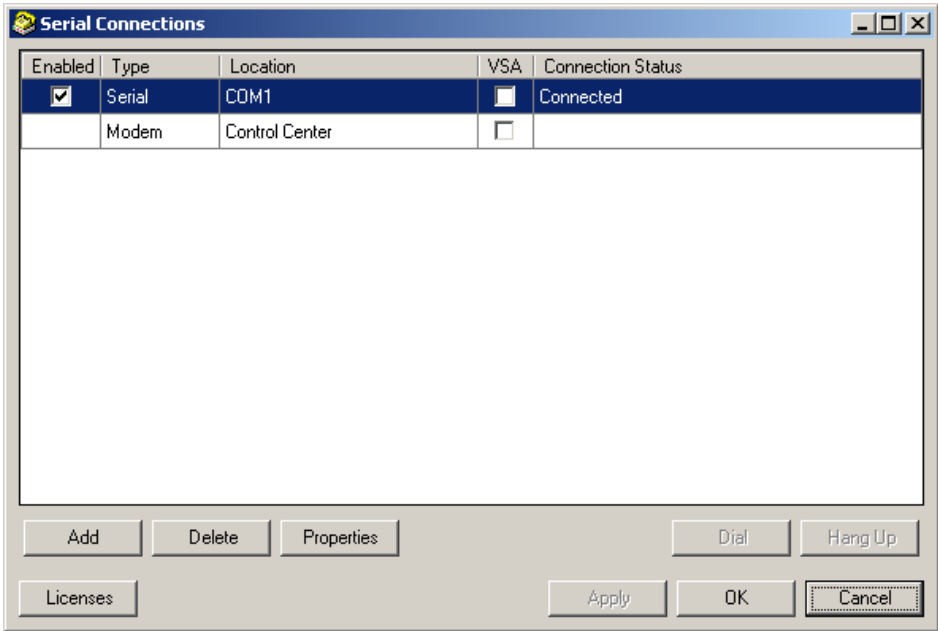 Serial Connections
Enabled Type Location VSA Connection Status
Serial COM1 Connected
Modem Control Center
Add Delete Properties Dial Hang Up
Licenses Apply OK Cancel